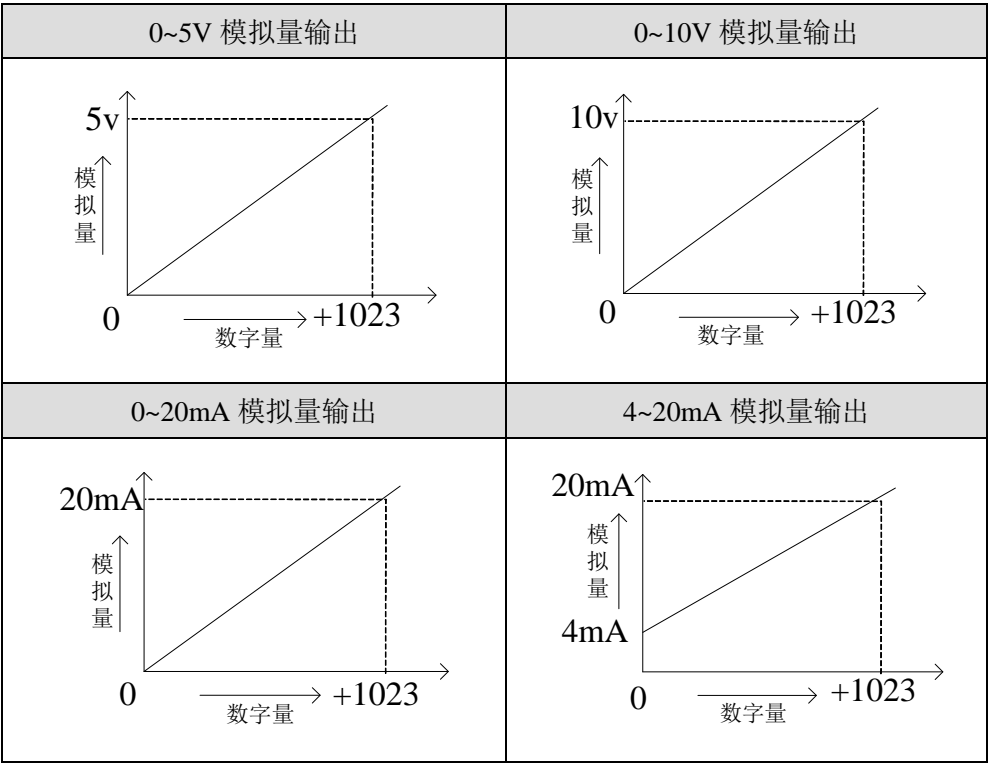 0~5V 模拟量输出
0~10V 模拟量输出
5v
模拟量
0
数字量
+1023
10v
模拟量
0
数字量
+1023
0~20mA 模拟量输出
4~20mA 模拟量输出
20mA
模拟量
0
数字量
+1023
20mA
模拟量
4mA
0
数字量
+1023